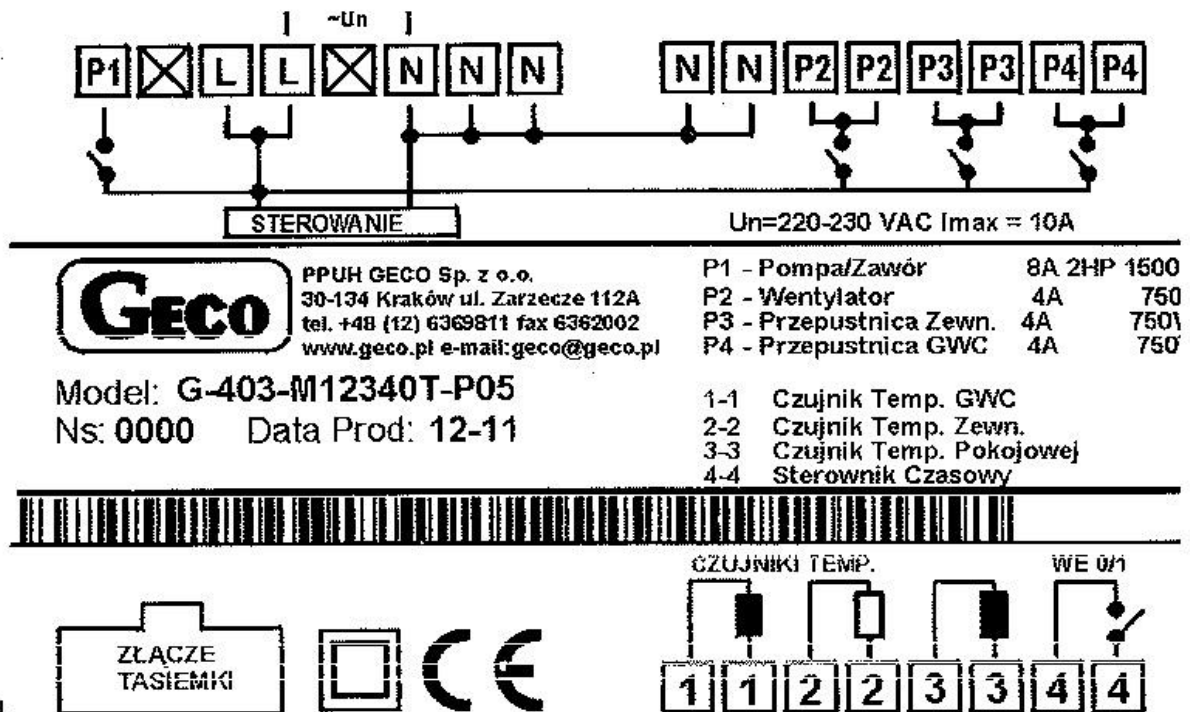 ~Un
P1 L L N N N N N P2 P2 P3 P3 P4 P4
STEROWANIE
Un=220-230 VAC Imax = 10A
GECO
PPUH GECO Sp. z o.o.
30-134 Kraków ul. Zarzecze 112A
tel. +48 (12) 6369811 fax 6362002
www.geco.pl e-mail:geco@geco.pl
P1 - Pompa/Zawór 8A 2HP 1500
P2 - Wentylator 4A 750
P3 - Przepustnica Zewn. 4A 750
P4 - Przepustnica GWC 4A 750
Model: G-403-M12340T-P05
Ns: 0000 Data Prod: 12-11
1-1 Czujnik Temp. GWC
2-2 Czujnik Temp. Zewn.
3-3 Czujnik Temp. Pokojowej
4-4 Sterownik Czasowy
CZUJNIKI TEMP. WE 0/1
ZŁĄCZE
TASIEMKI
CE
1 1 2 2 3 3 4 4